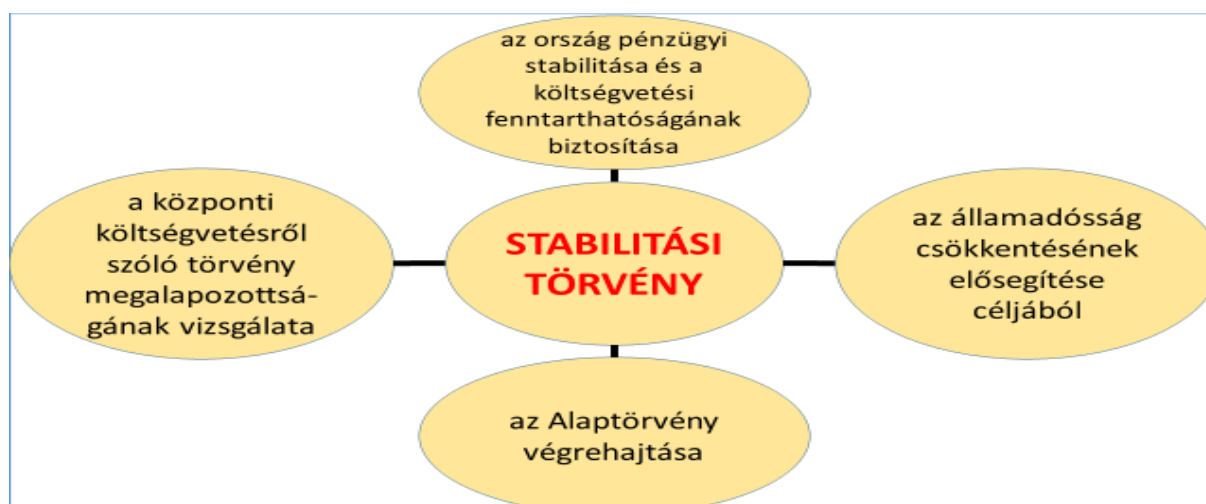 az ország pénzügyi
stabilitása és a
költségvetési
fenntarthatóságának
biztosítása
a központi
költségvetésről
szóló törvény
megalapozottsá-
gának vizsgálata
STABILITÁSI
TÖRVÉNY
az államadósság
csökkentésének
elősegítése
céljából
az Alaptörvény
végrehajtása